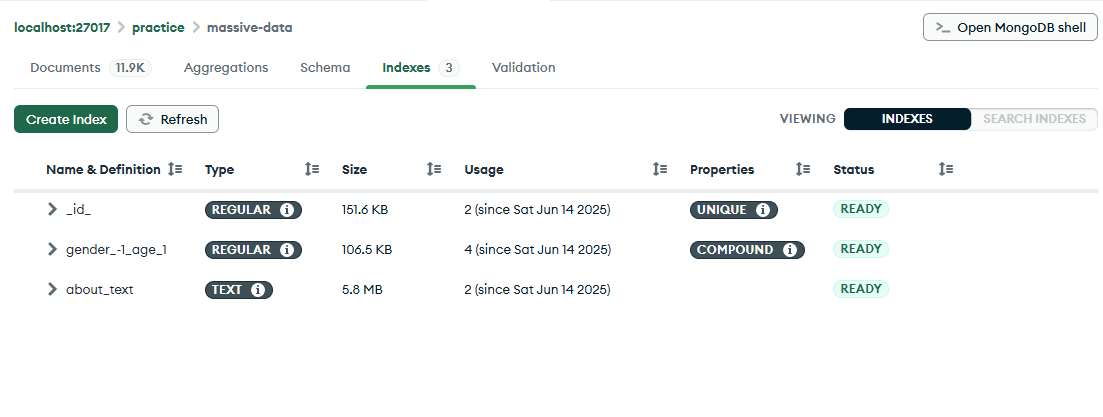 localhost:27017 > practice > massive-data
>_ Open MongoDB shell
Documents 11.9K Aggregations Schema Indexes 3 Validation
Create Index Refresh VIEWING INDEXES SEARCH INDEXES
Name & Definition Type Size Usage Properties Status
_id_ REGULAR 151.6 KB 2 (since Sat Jun 14 2025) UNIQUE READY
gender_-1_age_1 REGULAR 106.5 KB 4 (since Sat Jun 14 2025) COMPOUND READY
about_text TEXT 5.8 MB 2 (since Sat Jun 14 2025) READY